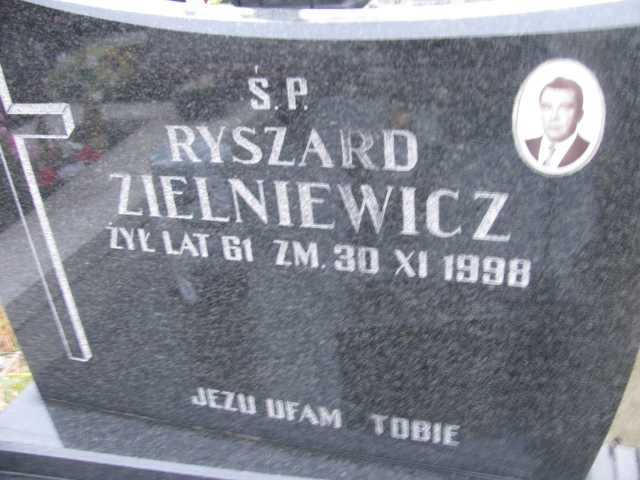 Ś.P.
RYSZARD
ZIELNIEWICZ
ŻYŁ LAT 61 ZM. 30 XI 1998
JEZU UFAM TOBIE